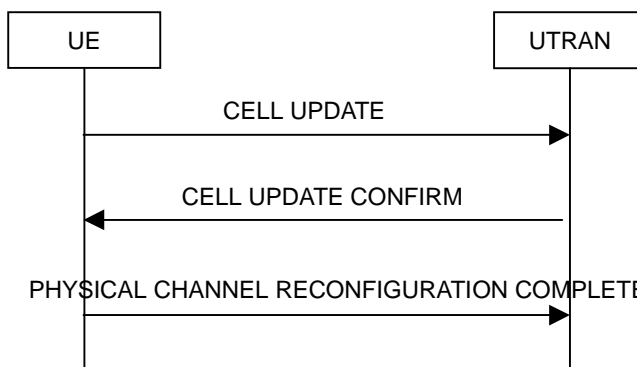 UE
UTRAN
CELL UPDATE
CELL UPDATE CONFIRM
PHYSICAL CHANNEL RECONFIGURATION COMPLETE